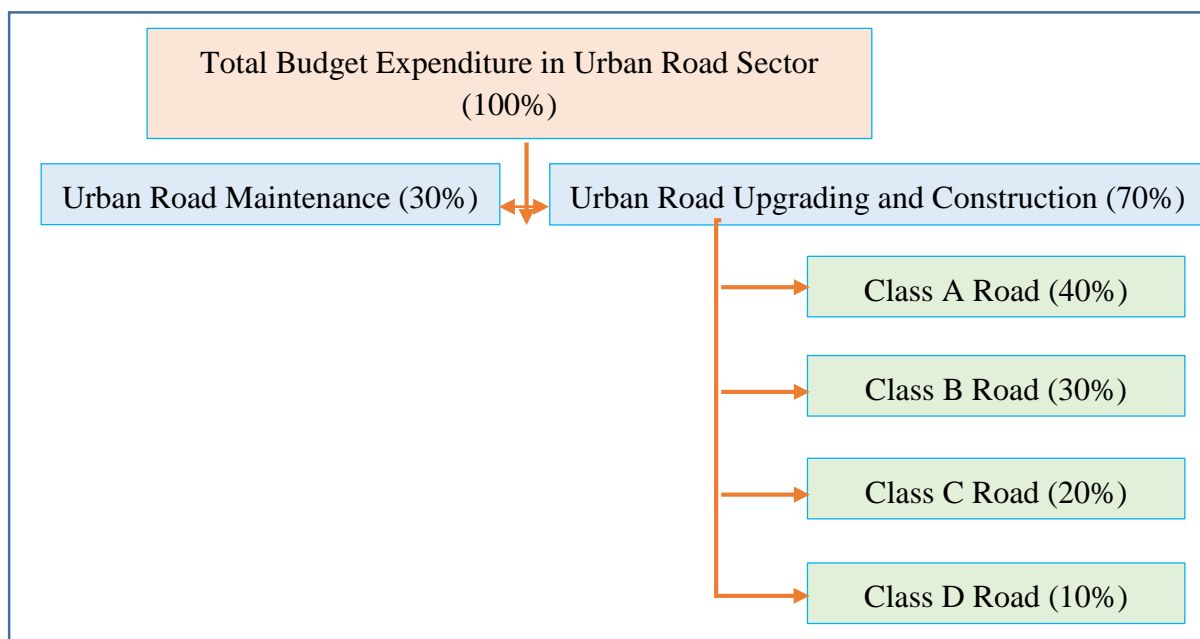 Total Budget Expenditure in Urban Road Sector
(100%)
Urban Road Maintenance (30%)
Urban Road Upgrading and Construction (70%)
Class A Road (40%)
Class B Road (30%)
Class C Road (20%)
Class D Road (10%)